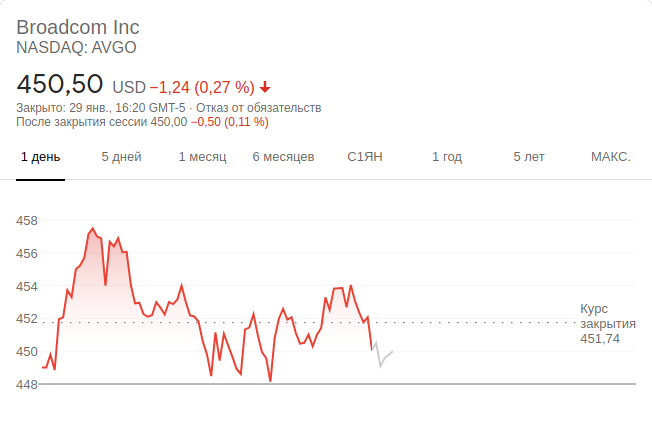 Broadcom Inc
NASDAQ: AVGO
450,50 USD −1,24 (0,27 %)
Закрыто: 29 янв., 16:20 GMT-5 · Отказ от обязательств
После закрытия сессии 450,00 −0,50 (0,11 %)
1 день 5 дней 1 месяц 6 месяцев С1ЯН 1 год 5 лет МАКС.
458
456
454
452
450
448
Курс
закрытия
451,74